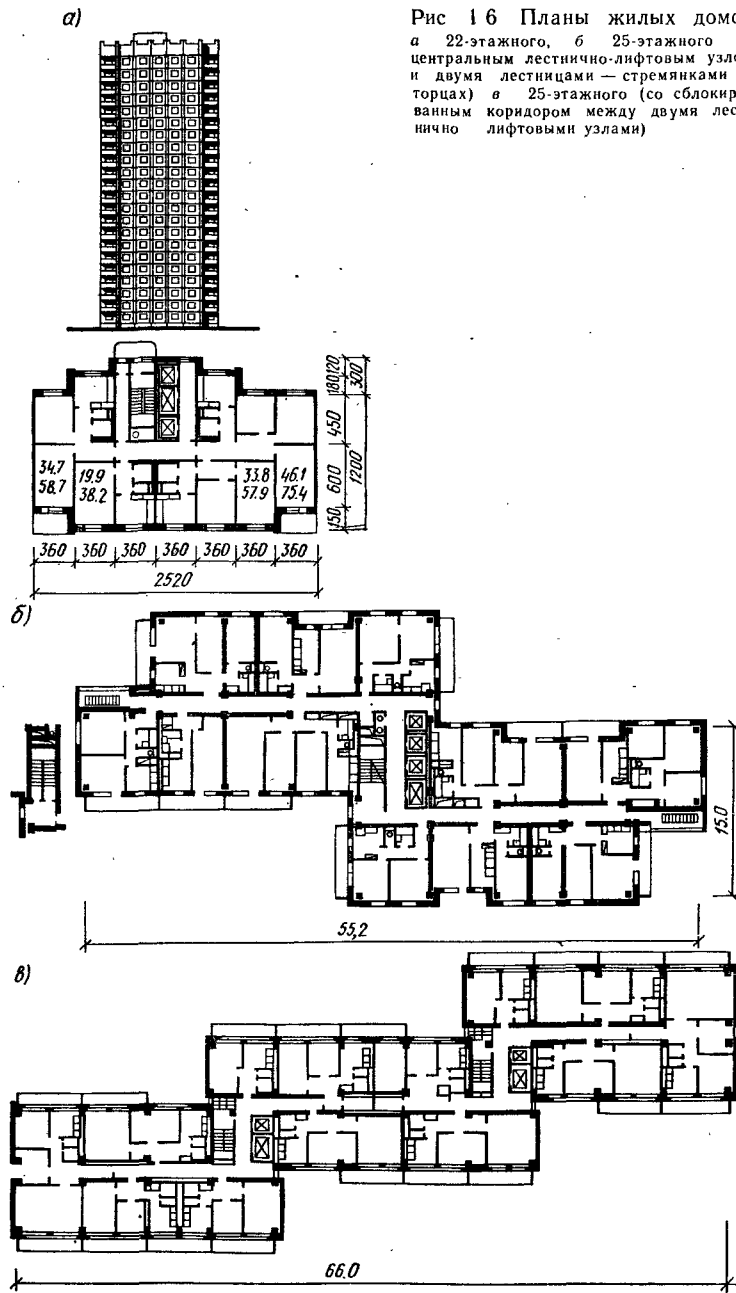 а)
Рис 1 6 Планы жилых дом
а 22-этажного, б 25-этажного
центральным лестнично-лифтовым узл
и двумя лестницами — стремянками
торцах) в 25-этажного (со сблокир
ванным коридором между двумя лес
нично лифтовыми узлами)
180 120
300
450
600
1200
150
34.7
58.7
19.9
38.2
33.8
57.9
46.1
75.4
360 360 360 360 360 360 360
2520
б)
15.0
55,2
в)
66.0